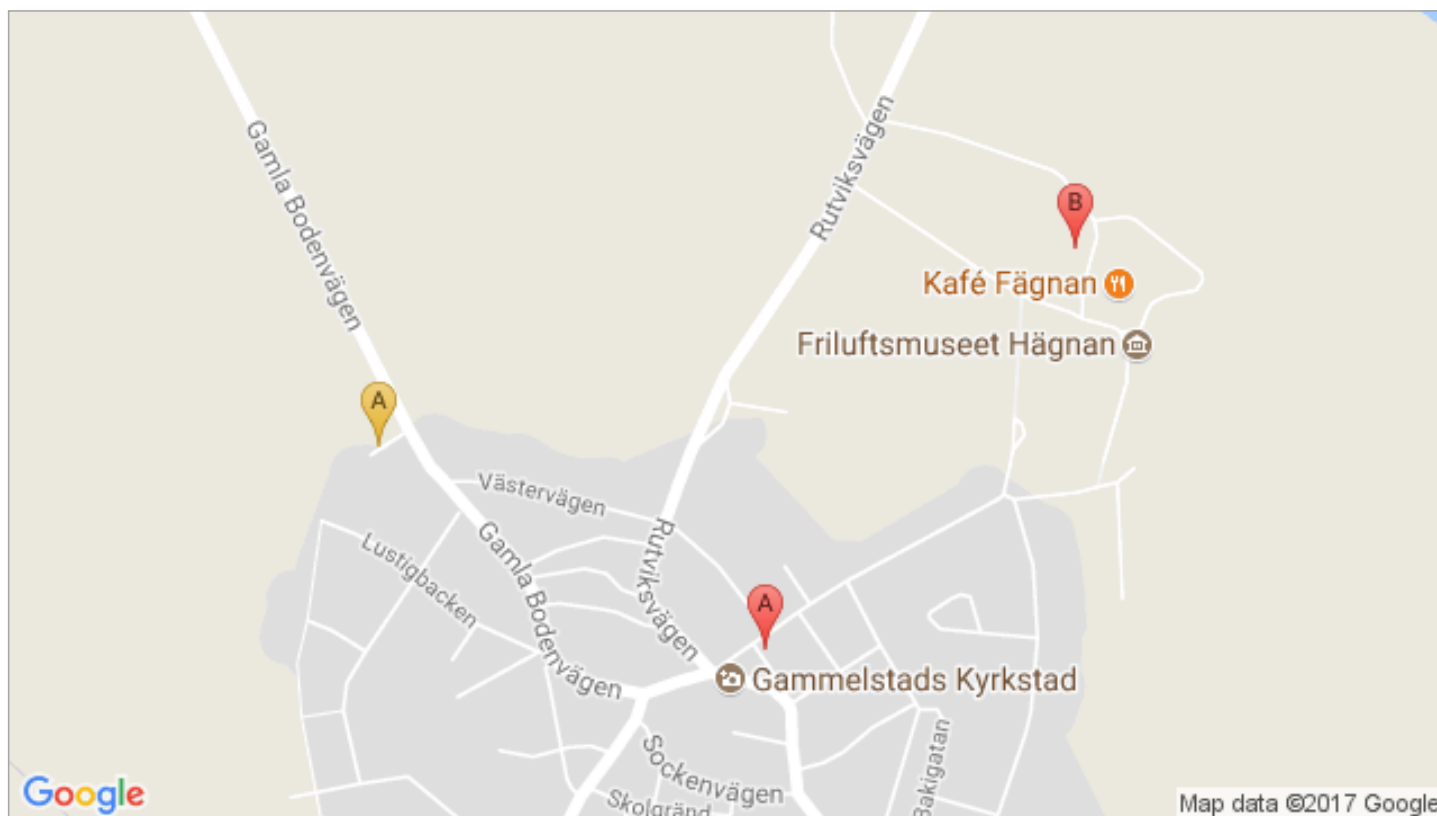 Gamla Bodenvägen
Rutviksvägen
B
Kafé Fägnan
Friluftsmuseet Hägnan
A
Västervägen
Lustigbacken
Gamla Bodenvägen
Rutviksvägen
A
Gammelstads Kyrkstad
Sockenvägen
Skolgränd
Bakigatan
Google
Map data ©2017 Google